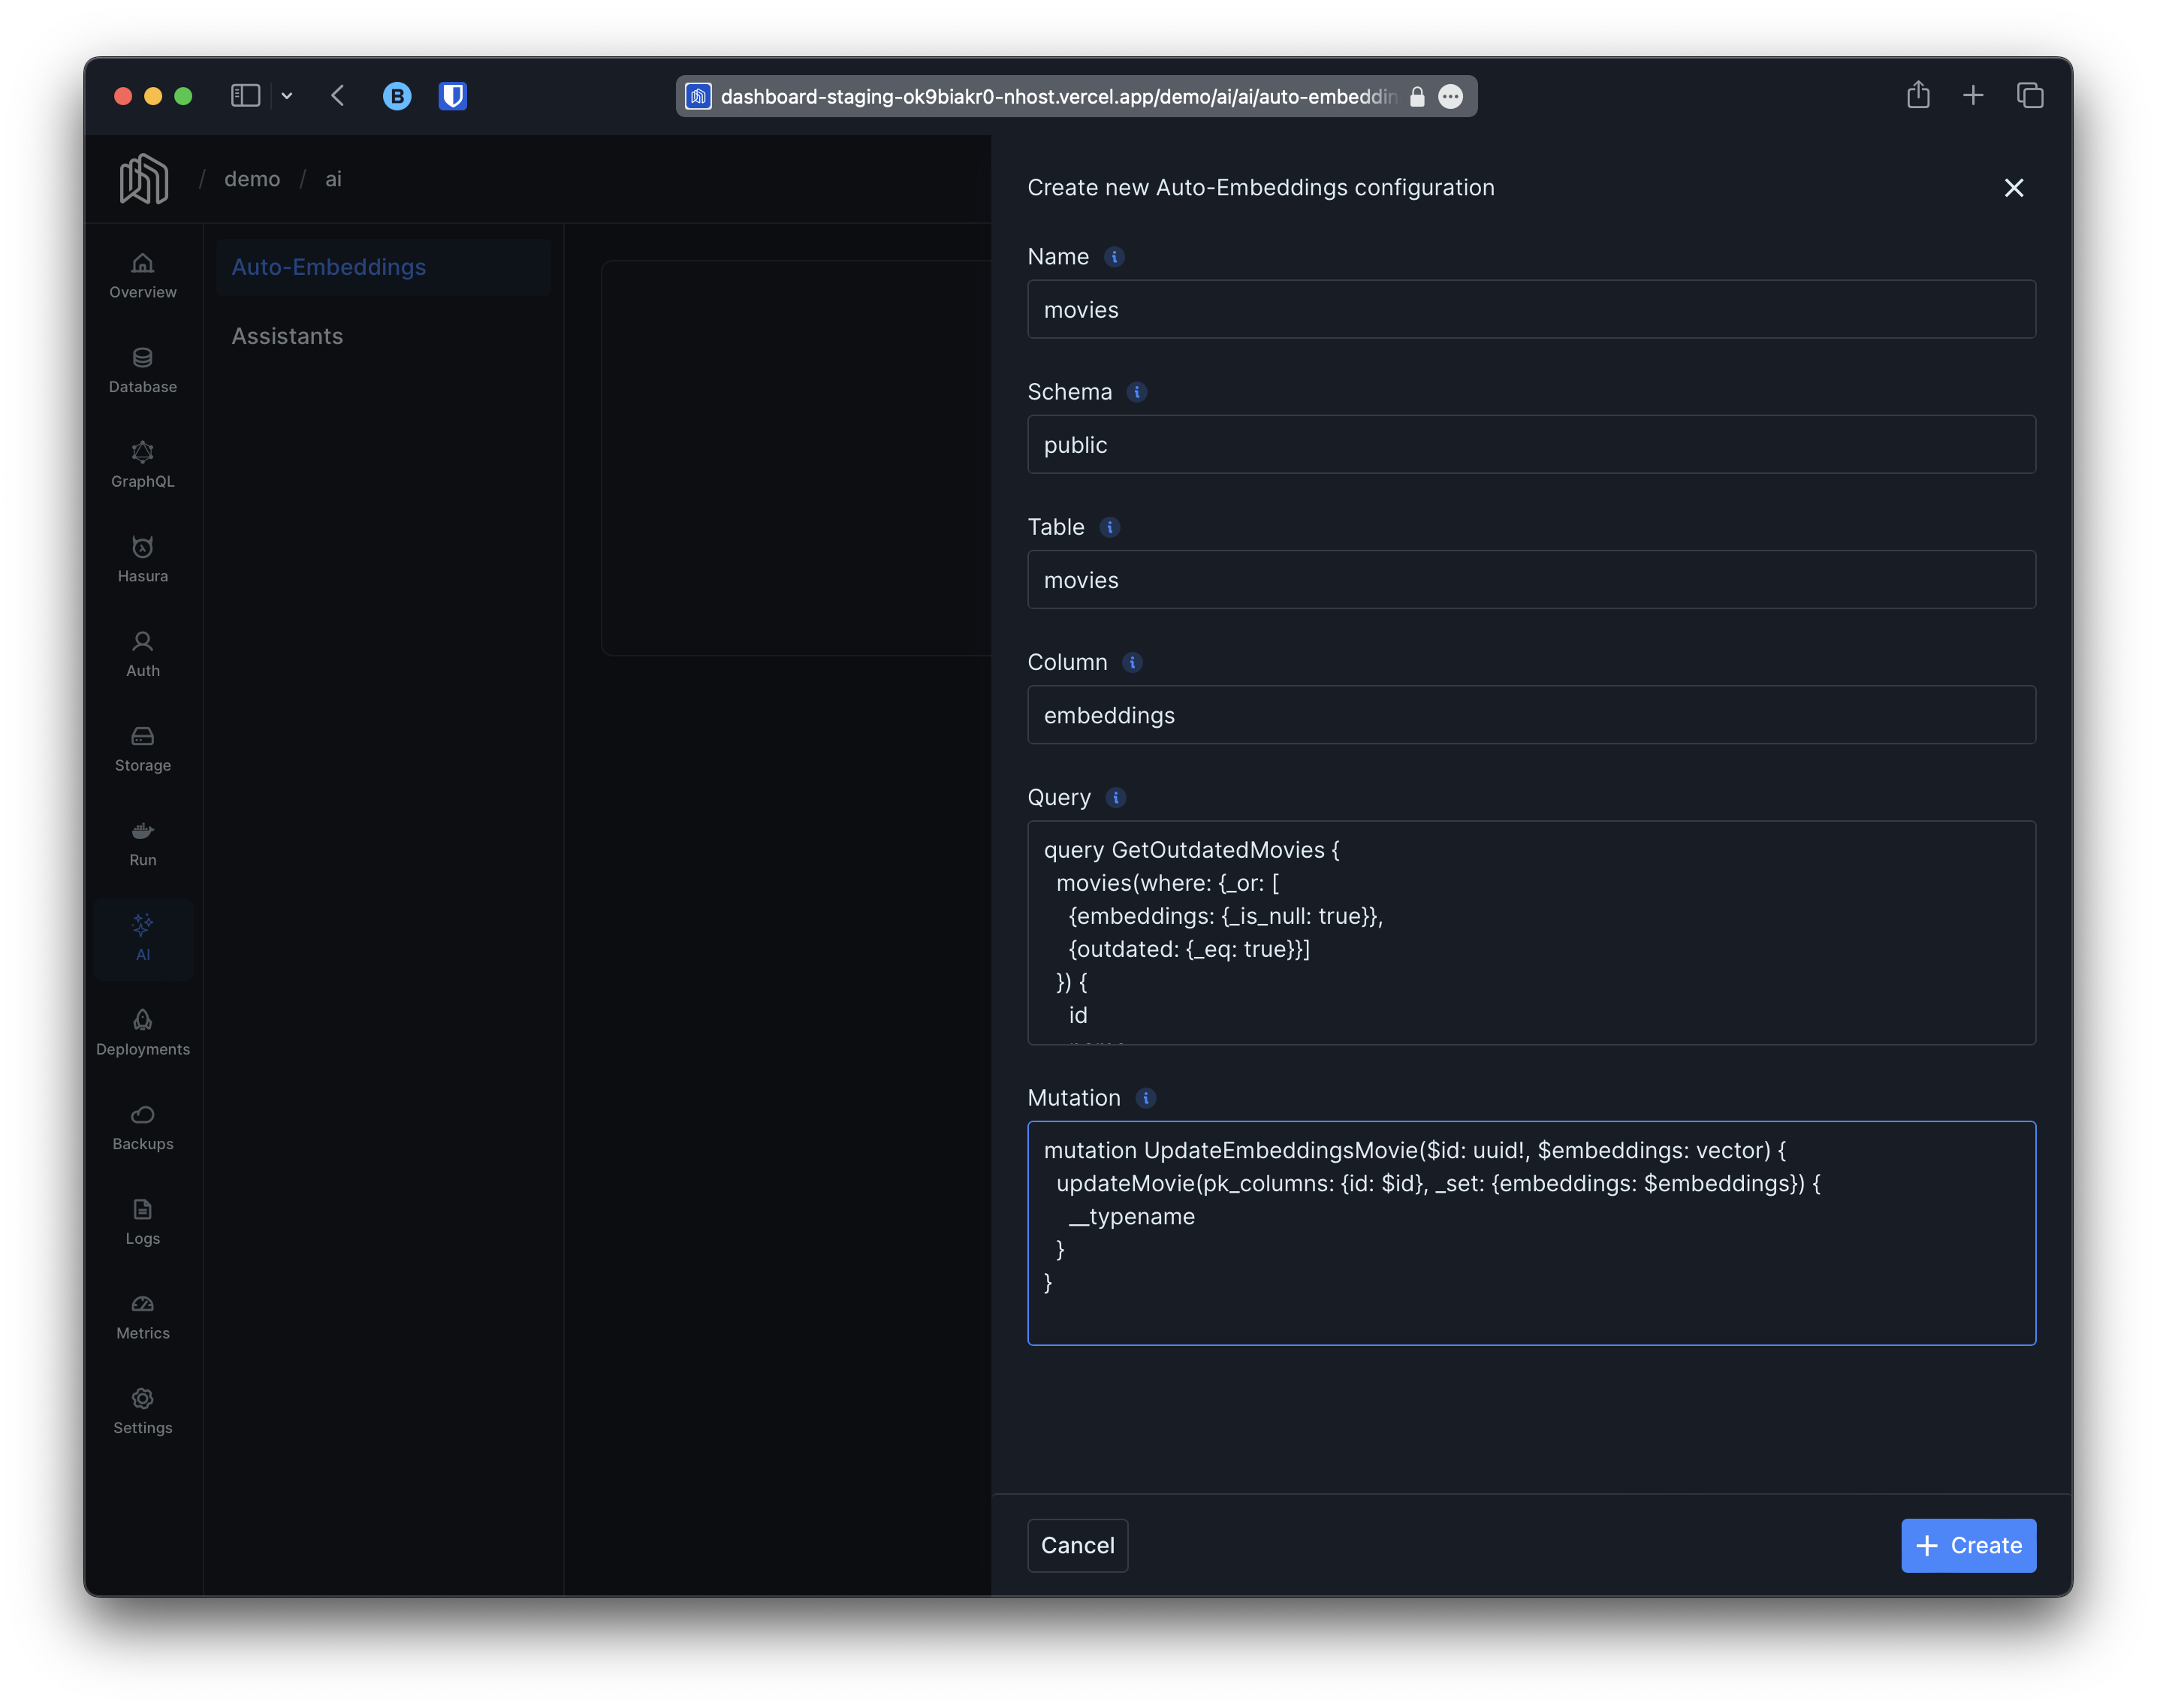 B
dashboard-staging-ok9biakr0-nhost.vercel.app/demo/ai/ai/auto-embeddin
/ demo / ai
Overview
Database
GraphQL
Hasura
Auth
Storage
Run
AI
Deployments
Backups
Logs
Metrics
Settings
Auto-Embeddings
Assistants
Create new Auto-Embeddings configuration
Name
movies
Schema
public
Table
movies
Column
embeddings
Query
query GetOutdatedMovies {
movies(where: {_or: [
{embeddings: {_is_null: true}},
{outdated: {_eq: true}}]
}) {
id
Mutation
mutation UpdateEmbeddingsMovie($id: uuid!, $embeddings: vector) {
updateMovie(pk_columns: {id: $id}, _set: {embeddings: $embeddings}) {
__typename
}
}
Cancel
+ Create